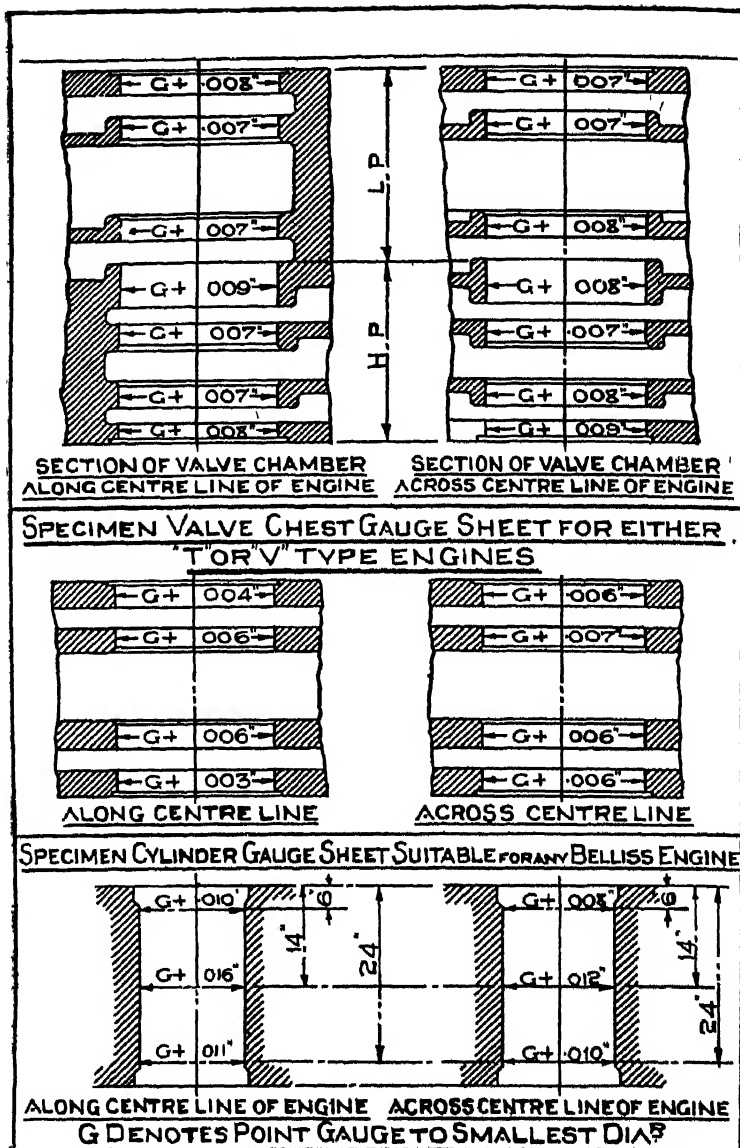 G+ 008"
G+ ·007"
G+ 007"
G+ 009"
G+ 007"
G+ 007"
G+ 008"
L.P
H.P
G+ ·007"
G+ 007"
G+ 008"
G+ 008"
G+ ·007"
G+ 008"
G+ 009"
SECTION OF VALVE CHAMBER
ALONG CENTRE LINE OF ENGINE
SECTION OF VALVE CHAMBER
ACROSS CENTRE LINE OF ENGINE
SPECIMEN VALVE CHEST GAUGE SHEET FOR EITHER
"T" OR "V" TYPE ENGINES
G+ 004"
G+ 006"
G+ 006"
G+ 003"
G+ 006"
G+ ·007"
G+ 006"
G+ ·006"
ALONG CENTRE LINE
ACROSS CENTRE LINE
SPECIMEN CYLINDER GAUGE SHEET SUITABLE FOR ANY BELLISS ENGINE
G+ ·010"
G+ 016"
G+ 011"
6"
14"
24"
G+ ·008"
G+ 012"
G+ ·010"
6"
14"
24"
ALONG CENTRE LINE OF ENGINE
ACROSS CENTRE LINE OF ENGINE
G DENOTES POINT GAUGE TO SMALLEST DIAR